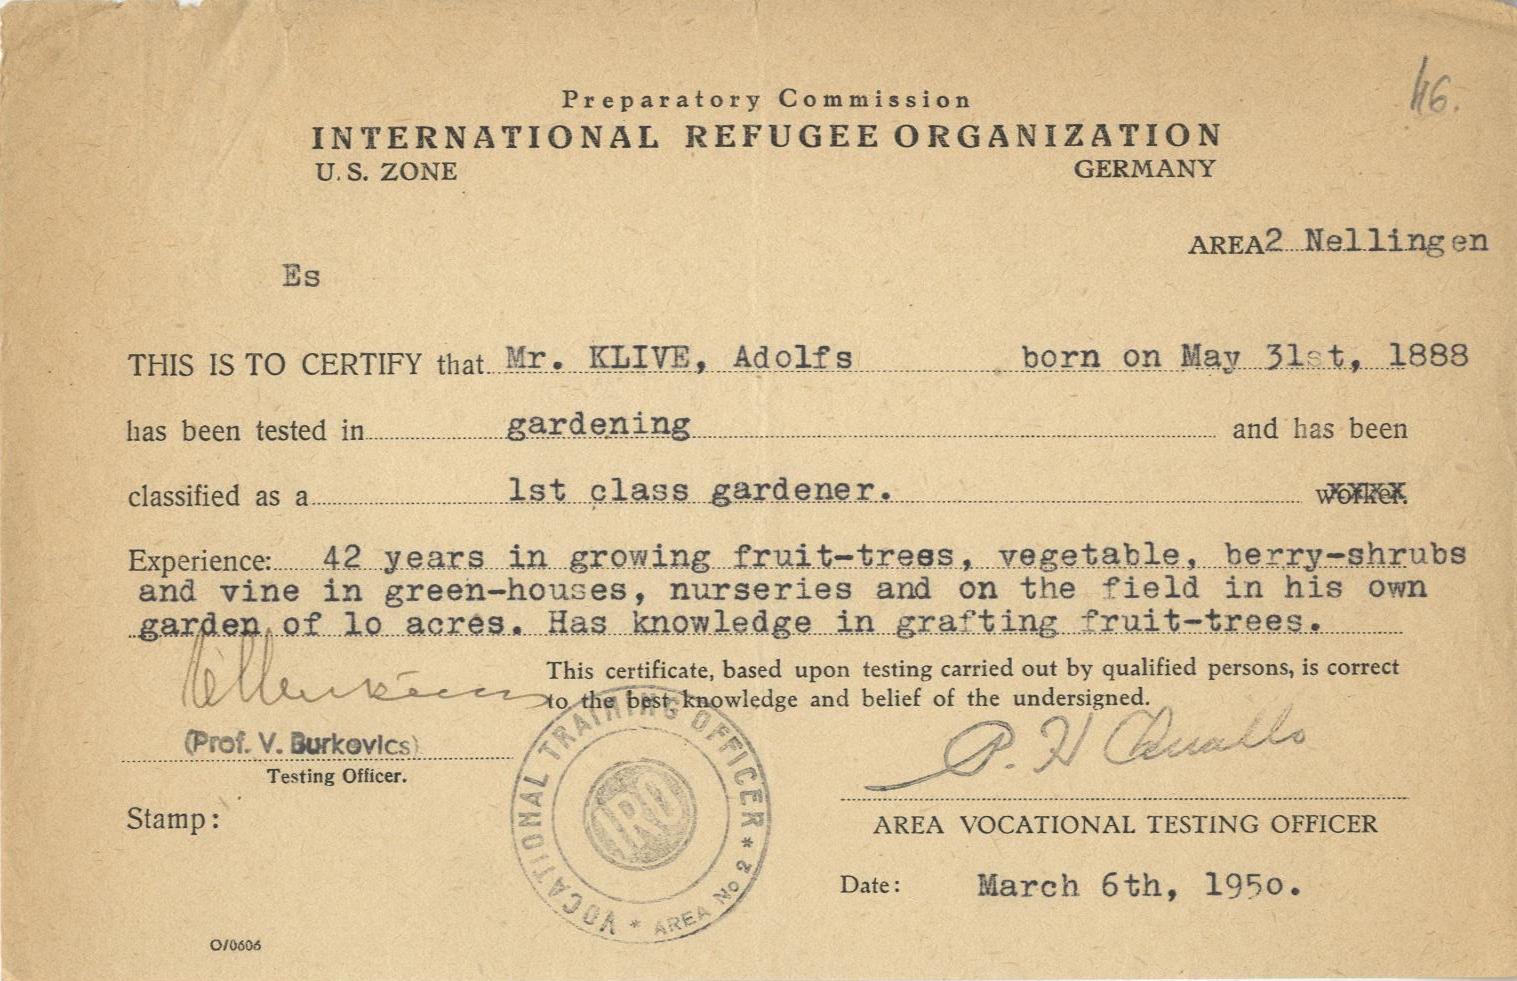 46.
Preparatory Commission
INTERNATIONAL REFUGEE ORGANIZATION
U. S. ZONE GERMANY
AREA 2 Nellingen
Es
THIS IS TO CERTIFY that Mr. KLIVE, Adolfs born on May 31st, 1888
has been tested in gardening and has been
classified as a 1st class gardener. worker.
Experience: 42 years in growing fruit-trees, vegetable, berry-shrubs
and vine in green-houses, nurseries and on the field in his own
garden of lo acres. Has knowledge in grafting fruit-trees.
This certificate, based upon testing carried out by qualified persons, is correct
to the best knowledge and belief of the undersigned.
(Prof. V. Burkevics)
Testing Officer.
Stamp:
VOCATIONAL TRAINING OFFICER
* AREA No 2 *
IRO
P. H
AREA VOCATIONAL TESTING OFFICER
Date: March 6th, 195o.
O/0606